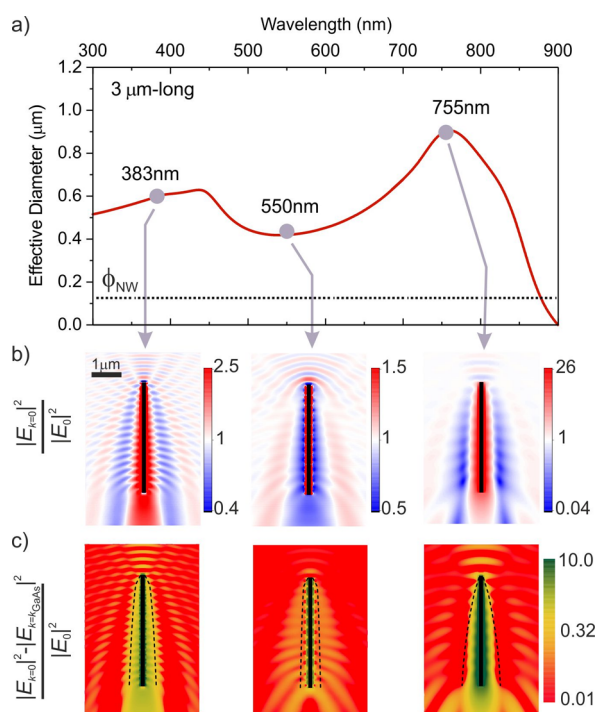 a)
Wavelength (nm)
300 400 500 600 700 800 900
Effective Diameter (μm)
1.2
1.0
0.8
0.6
0.4
0.2
0.0
3 μm-long
383nm
550nm
755nm
ϕNW
b)
|Ek=0|²
|E0|²
1μm
2.5
1
0.4
1.5
1
0.5
26
1
0.04
c)
|Ek=0|²-|Ek=kGaAs|²
|E0|²
10.0
0.32
0.01